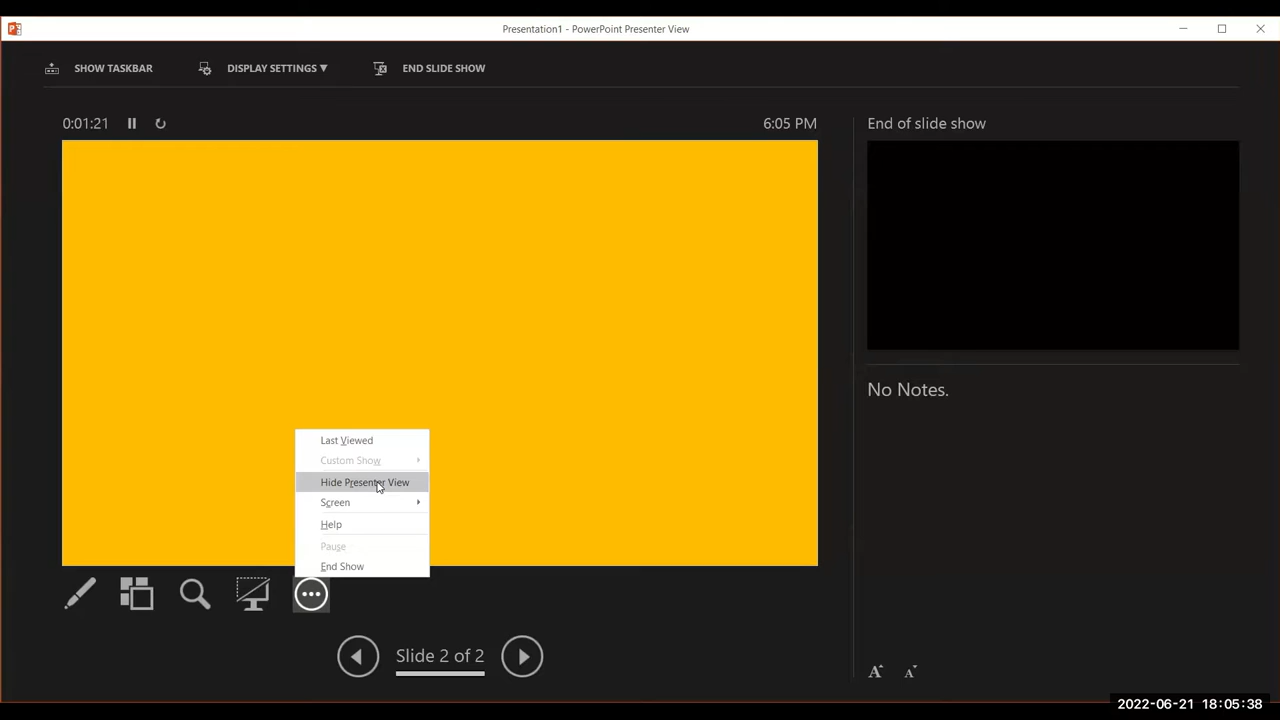 Presentation1 - PowerPoint Presenter View
SHOW TASKBAR DISPLAY SETTINGS ▼ END SLIDE SHOW
0:01:21 6:05 PM
End of slide show
No Notes.
Last Viewed
Custom Show
Hide Presenter View
Screen
Help
Pause
End Show
Slide 2 of 2
A A
2022-06-21 18:05:38